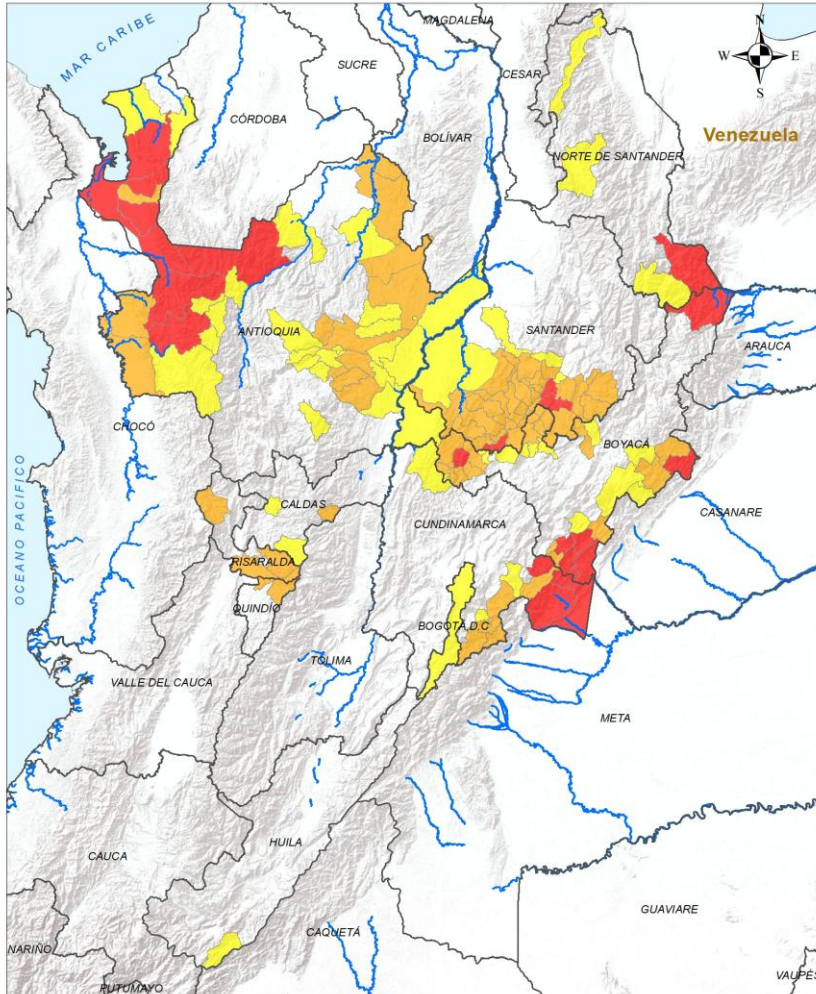 MAGDALENA
N
MAR CARIBE
SUCRE
CESAR
W
E
S
CÓRDOBA
BOLÍVAR
Venezuela
NORTE DE SANTANDER
ANTIOQUIA
SANTANDER
ARAUCA
CHOCÓ
BOYACÁ
OCEANO PACIFICO
CALDAS
CUNDINAMARCA
CASANARE
RISARALDA
QUINDÍO
BOGOTÁ, D.C
TOLIMA
VALLE DEL CAUCA
META
HUILA
CAUCA
GUAVIARE
CAQUETÁ
NARIÑO
VAUPÉS
PUTUMAYO